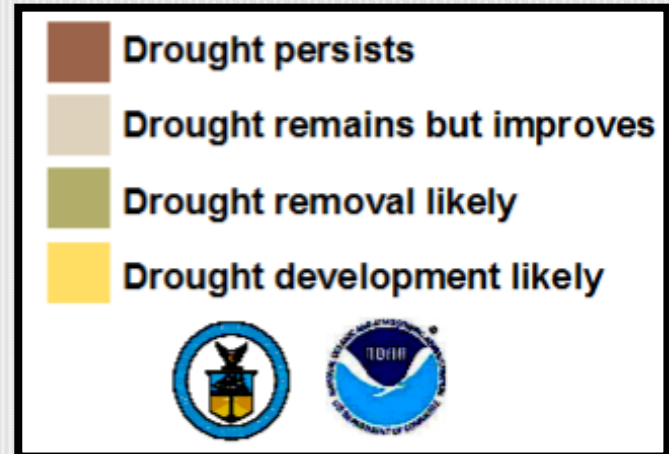 Drought persists
Drought remains but improves
Drought removal likely
Drought development likely